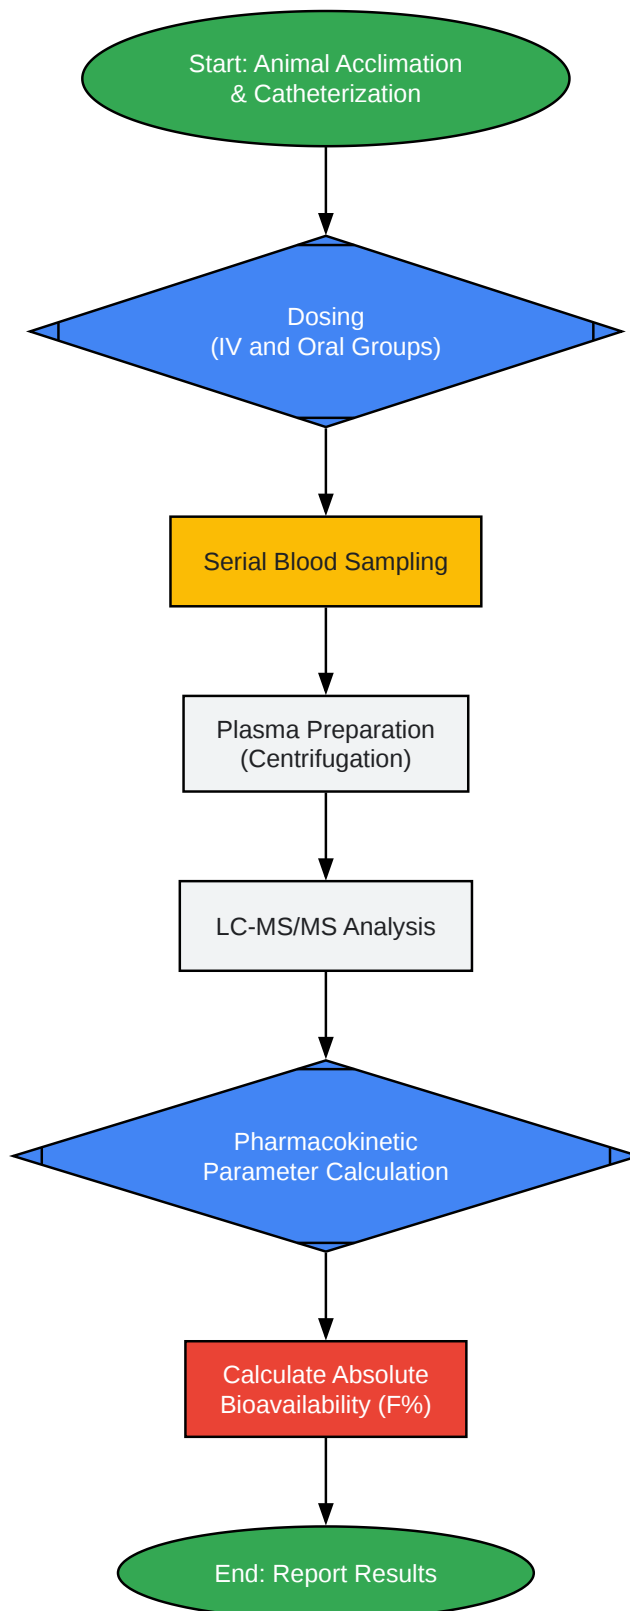 Start: Animal Acclimation
& Catheterization
Dosing
(IV and Oral Groups)
Serial Blood Sampling
Plasma Preparation
(Centrifugation)
LC-MS/MS Analysis
Pharmacokinetic
Parameter Calculation
Calculate Absolute
Bioavailability (F%)
End: Report Results